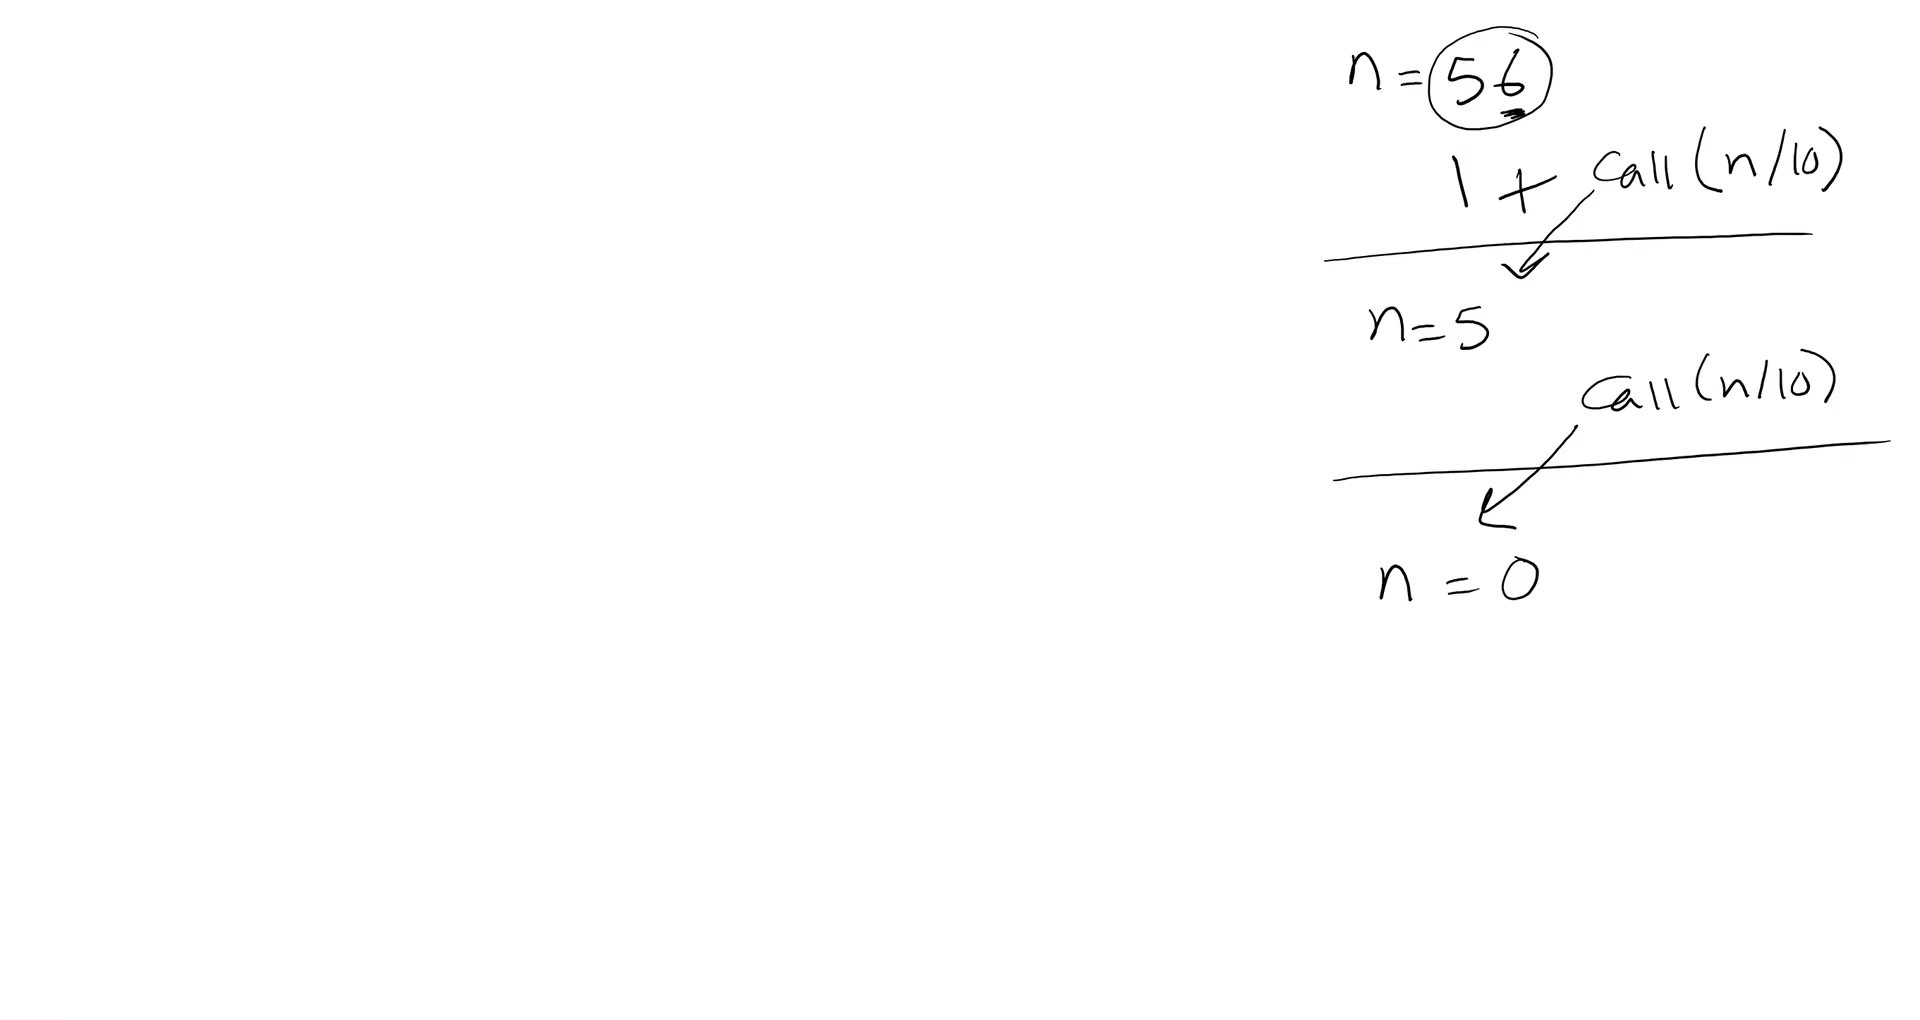 n = 56
1 + call(n/10)
n = 5
call(n/10)
n = 0